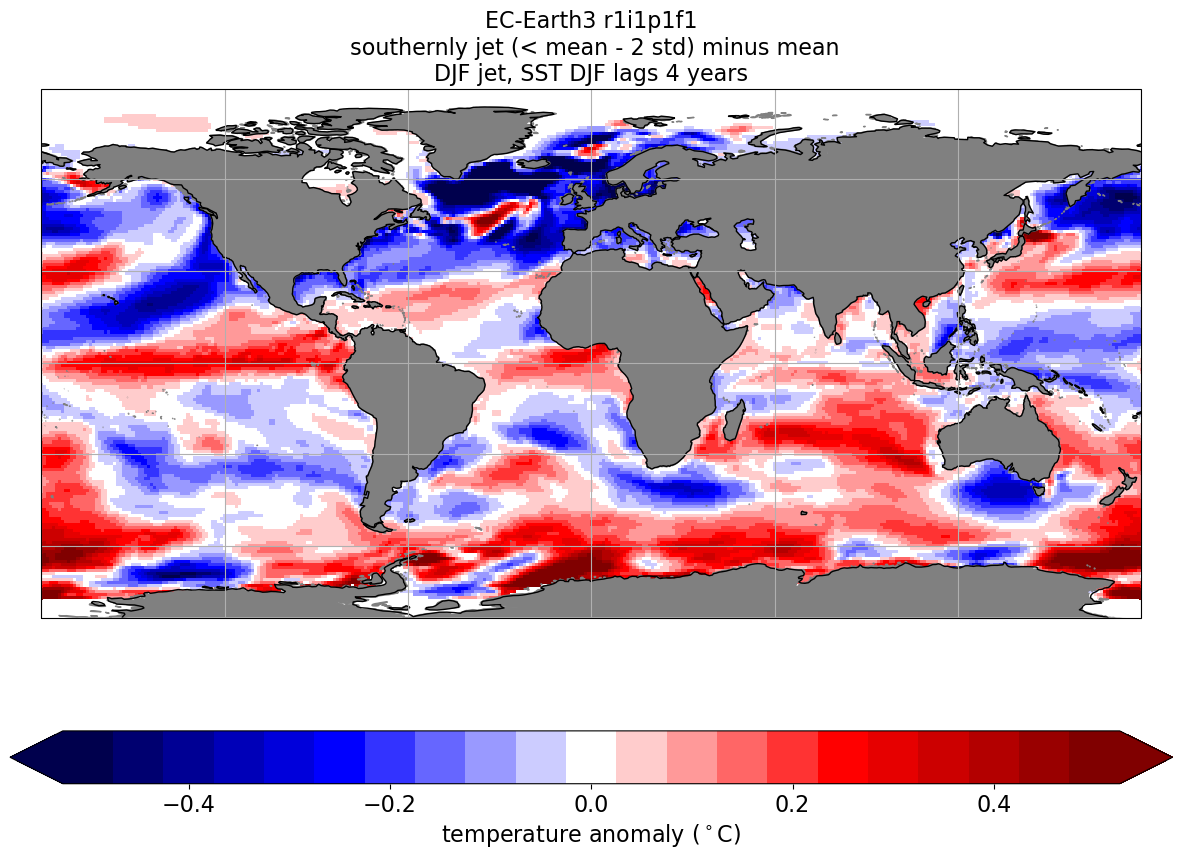 EC-Earth3 r1i1p1f1
southernly jet (< mean - 2 std) minus mean
DJF jet, SST DJF lags 4 years
−0.4 −0.2 0.0 0.2 0.4
temperature anomaly (°C)